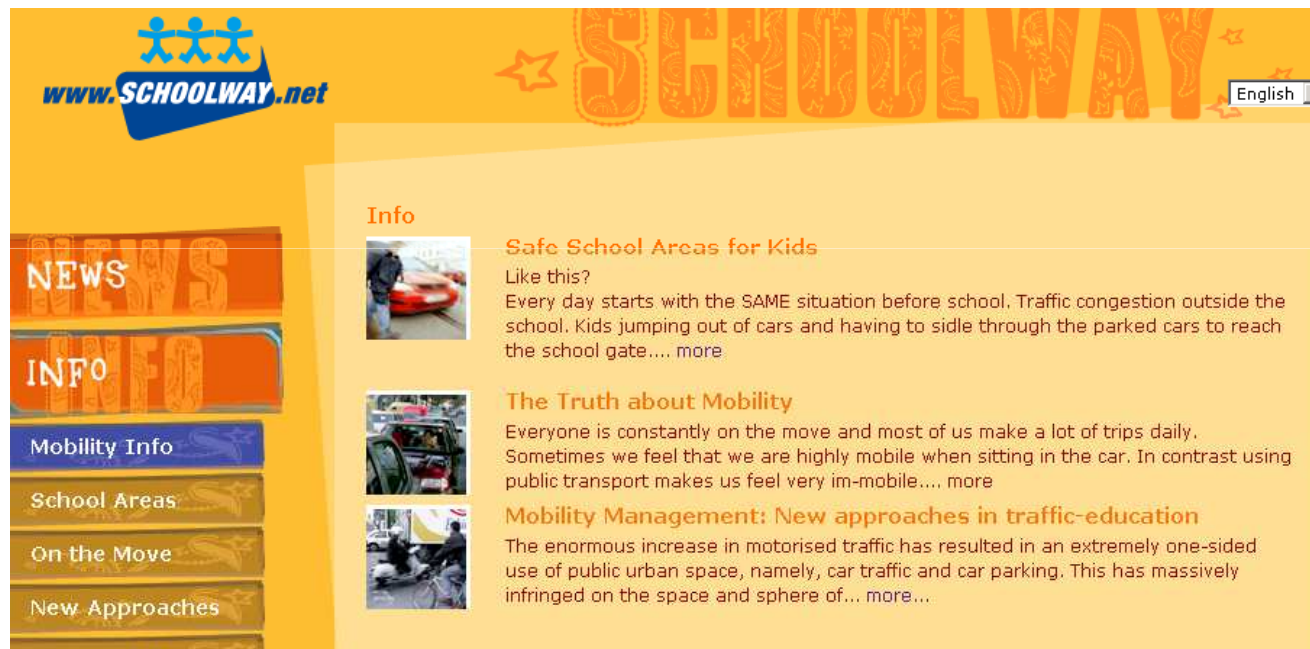 www.SCHOOLWAY.net
SCHOOLWAY
English
NEWS
NEWS
INFO
INFO
Mobility Info
School Areas
On the Move
New Approaches
Info
Safe School Areas for Kids
Like this?
Every day starts with the SAME situation before school. Traffic congestion outside the
school. Kids jumping out of cars and having to sidle through the parked cars to reach
the school gate.... more
The Truth about Mobility
Everyone is constantly on the move and most of us make a lot of trips daily.
Sometimes we feel that we are highly mobile when sitting in the car. In contrast using
public transport makes us feel very im-mobile.... more
Mobility Management: New approaches in traffic-education
The enormous increase in motorised traffic has resulted in an extremely one-sided
use of public urban space, namely, car traffic and car parking. This has massively
infringed on the space and sphere of... more...